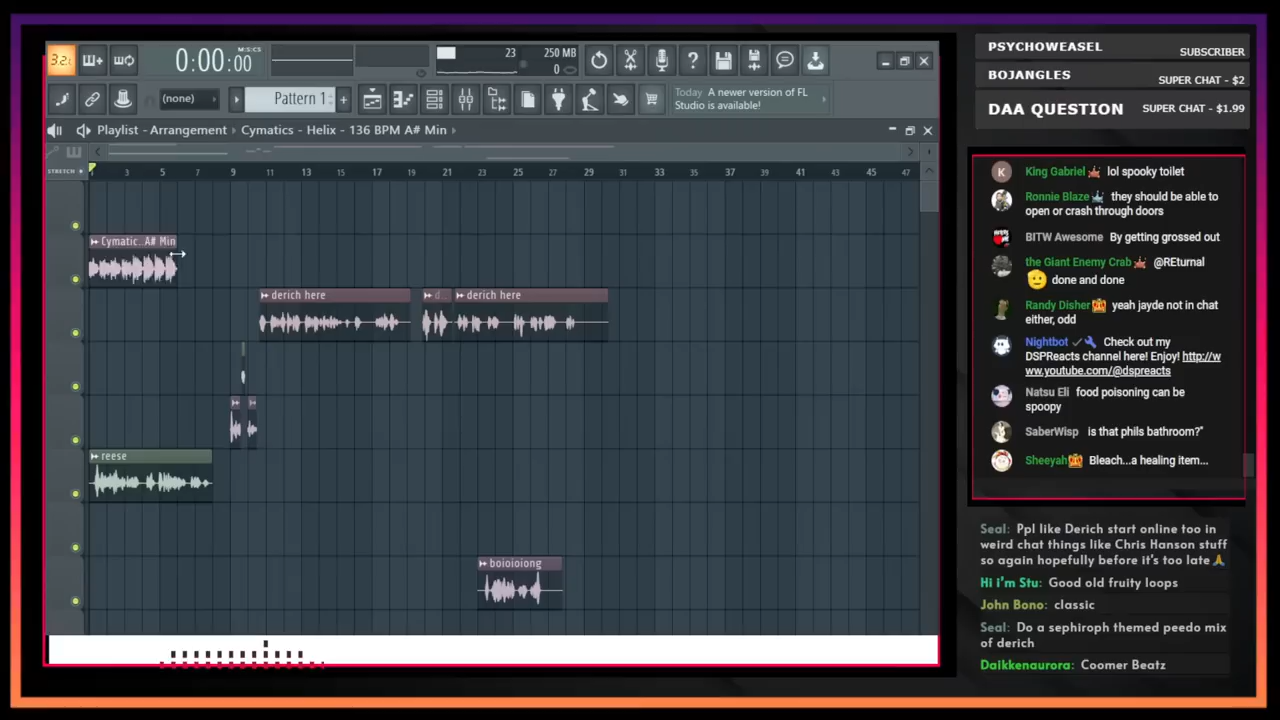 3.2.
0:00:00
M:S:CS
23
250 MB
0
(none)
Pattern 1
Today A newer version of FL
Studio is available!
Playlist - Arrangement
Cymatics - Helix - 136 BPM A# Min
STRETCH
3 5 7 9 11 13 15 17 19 21 23 25 27 29 31 33 35 37 39 41 43 45 47
Cymatic..A# Min
derich here
d..
derich here
reese
boioioiong
PSYCHOWEASEL
SUBSCRIBER
BOJANGLES
SUPER CHAT - $2
DAA QUESTION
SUPER CHAT - $1.99
K
King Gabriel lol spooky toilet
Ronnie Blaze they should be able to
open or crash through doors
BITW Awesome By getting grossed out
the Giant Enemy Crab @REturnal
done and done
Randy Disher yeah jayde not in chat
either, odd
Nightbot Check out my
DSPReacts channel here! Enjoy! http://w
ww.youtube.com/@dspreacts
Natsu Eli food poisoning can be
spoopy
SaberWisp is that phils bathroom?"
Sheeyah Bleach...a healing item...
Seal: Ppl like Derich start online too in
weird chat things like Chris Hanson stuff
so again hopefully before it's too late🙏
Hi i'm Stu: Good old fruity loops
John Bono: classic
Seal: Do a sephiroph themed peedo mix
of derich
Daikkenaurora: Coomer Beatz